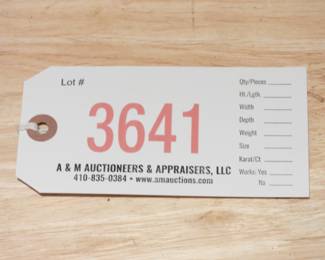 Lot #
3641
A & M AUCTIONEERS & APPRAISERS, LLC
410-835-0384 • www.amauctions.com
Qty/Pieces
Ht./Lgth.
Width
Depth
Weight
Size
Karat/Ct
Works: Yes
No